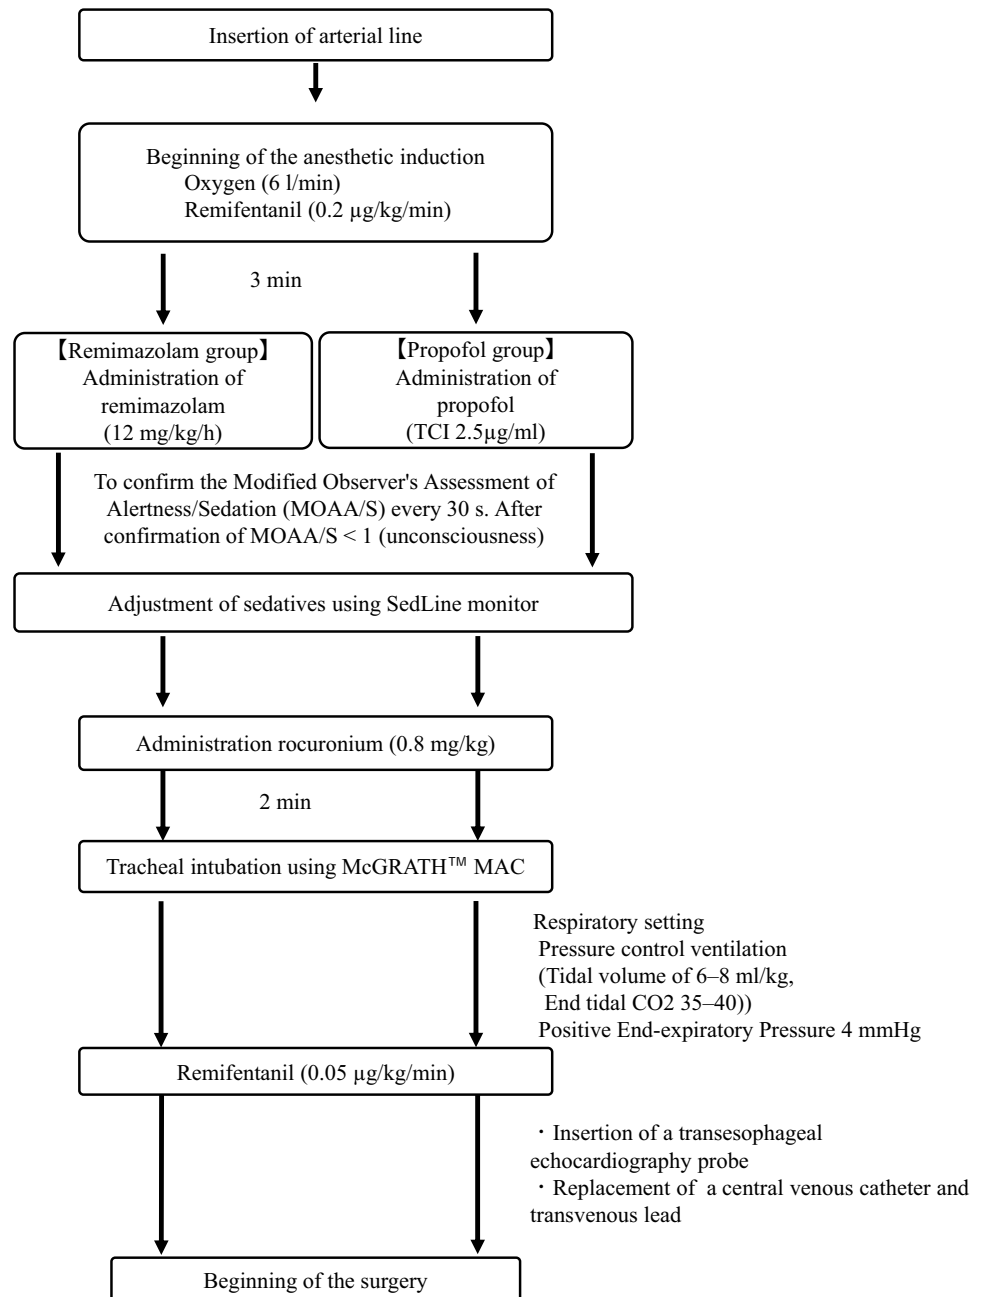 Insertion of arterial line
Beginning of the anesthetic induction
Oxygen (6 l/min)
Remifentanil (0.2 µg/kg/min)
3 min
【Remimazolam group】
Administration of
remimazolam
(12 mg/kg/h)
【Propofol group】
Administration of
propofol
(TCI 2.5µg/ml)
To confirm the Modified Observer's Assessment of
Alertness/Sedation (MOAA/S) every 30 s. After
confirmation of MOAA/S < 1 (unconsciousness)
Adjustment of sedatives using SedLine monitor
Administration rocuronium (0.8 mg/kg)
2 min
Tracheal intubation using McGRATH™ MAC
Respiratory setting
Pressure control ventilation
(Tidal volume of 6–8 ml/kg,
End tidal CO2 35–40))
Positive End-expiratory Pressure 4 mmHg
Remifentanil (0.05 µg/kg/min)
・Insertion of a transesophageal
echocardiography probe
・Replacement of a central venous catheter and
transvenous lead
Beginning of the surgery